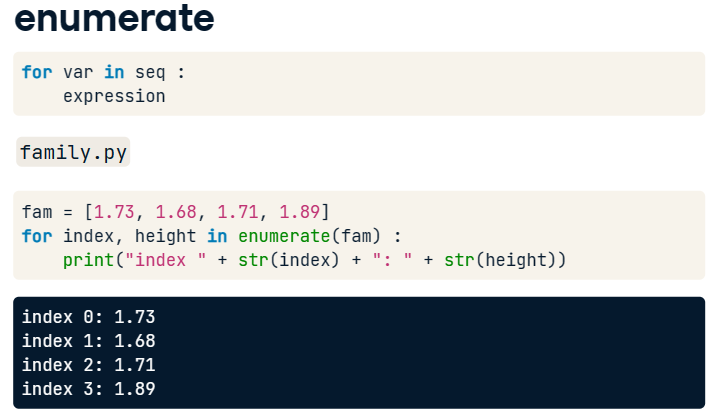 enumerate
for var in seq :
    expression
family.py
fam = [1.73, 1.68, 1.71, 1.89]
for index, height in enumerate(fam) :
    print("index " + str(index) + ": " + str(height))
index 0: 1.73
index 1: 1.68
index 2: 1.71
index 3: 1.89